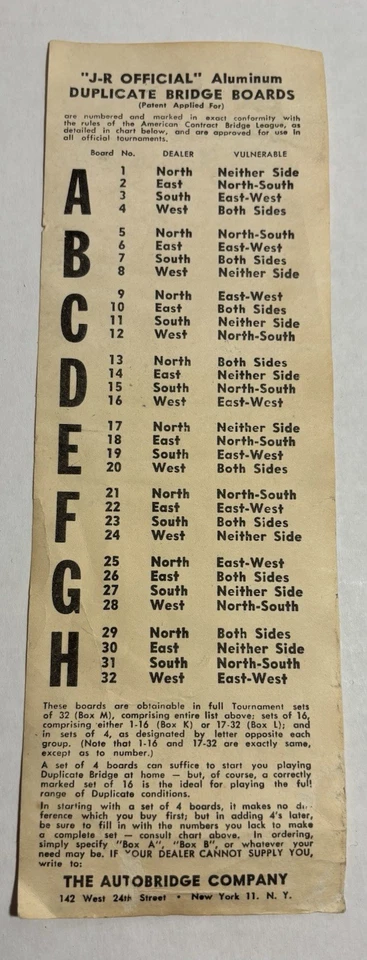 "J-R OFFICIAL" Aluminum
DUPLICATE BRIDGE BOARDS
(Patent Applied For)
are numbered and marked in exact conformity with
the rules of the American Contract Bridge League, as
detailed in chart below, and are approved for use in
all official tournaments.
Board No. DEALER VULNERABLE
A
1 North Neither Side
2 East North-South
3 South East-West
4 West Both Sides
B
5 North North-South
6 East East-West
7 South Both Sides
8 West Neither Side
C
9 North East-West
10 East Both Sides
11 South Neither Side
12 West North-South
D
13 North Both Sides
14 East Neither Side
15 South North-South
16 West East-West
E
17 North Neither Side
18 East North-South
19 South East-West
20 West Both Sides
F
21 North North-South
22 East East-West
23 South Both Sides
24 West Neither Side
G
25 North East-West
26 East Both Sides
27 South Neither Side
28 West North-South
H
29 North Both Sides
30 East Neither Side
31 South North-South
32 West East-West
These boards are obtainable in full Tournament sets
of 32 (Box M), comprising entire list above; sets of 16,
comprising either 1-16 (Box K) or 17-32 (Box L); and
in sets of 4, as designated by letter opposite each
group. (Note that 1-16 and 17-32 are exactly same,
except as to number.)
A set of 4 boards can suffice to start you playing
Duplicate Bridge at home — but, of course, a correctly
marked set of 16 is the ideal for playing the full
range of Duplicate conditions.
In starting with a set of 4 boards, it makes no dif-
ference which you buy first; but in adding 4's later,
be sure to fill in with the numbers you lack to make
a complete set — consult chart above. In ordering,
simply specify "Box A", "Box B", or whatever your
need may be. IF YOUR DEALER CANNOT SUPPLY YOU,
write to:
THE AUTOBRIDGE COMPANY
142 West 24th Street • New York 11. N. Y.